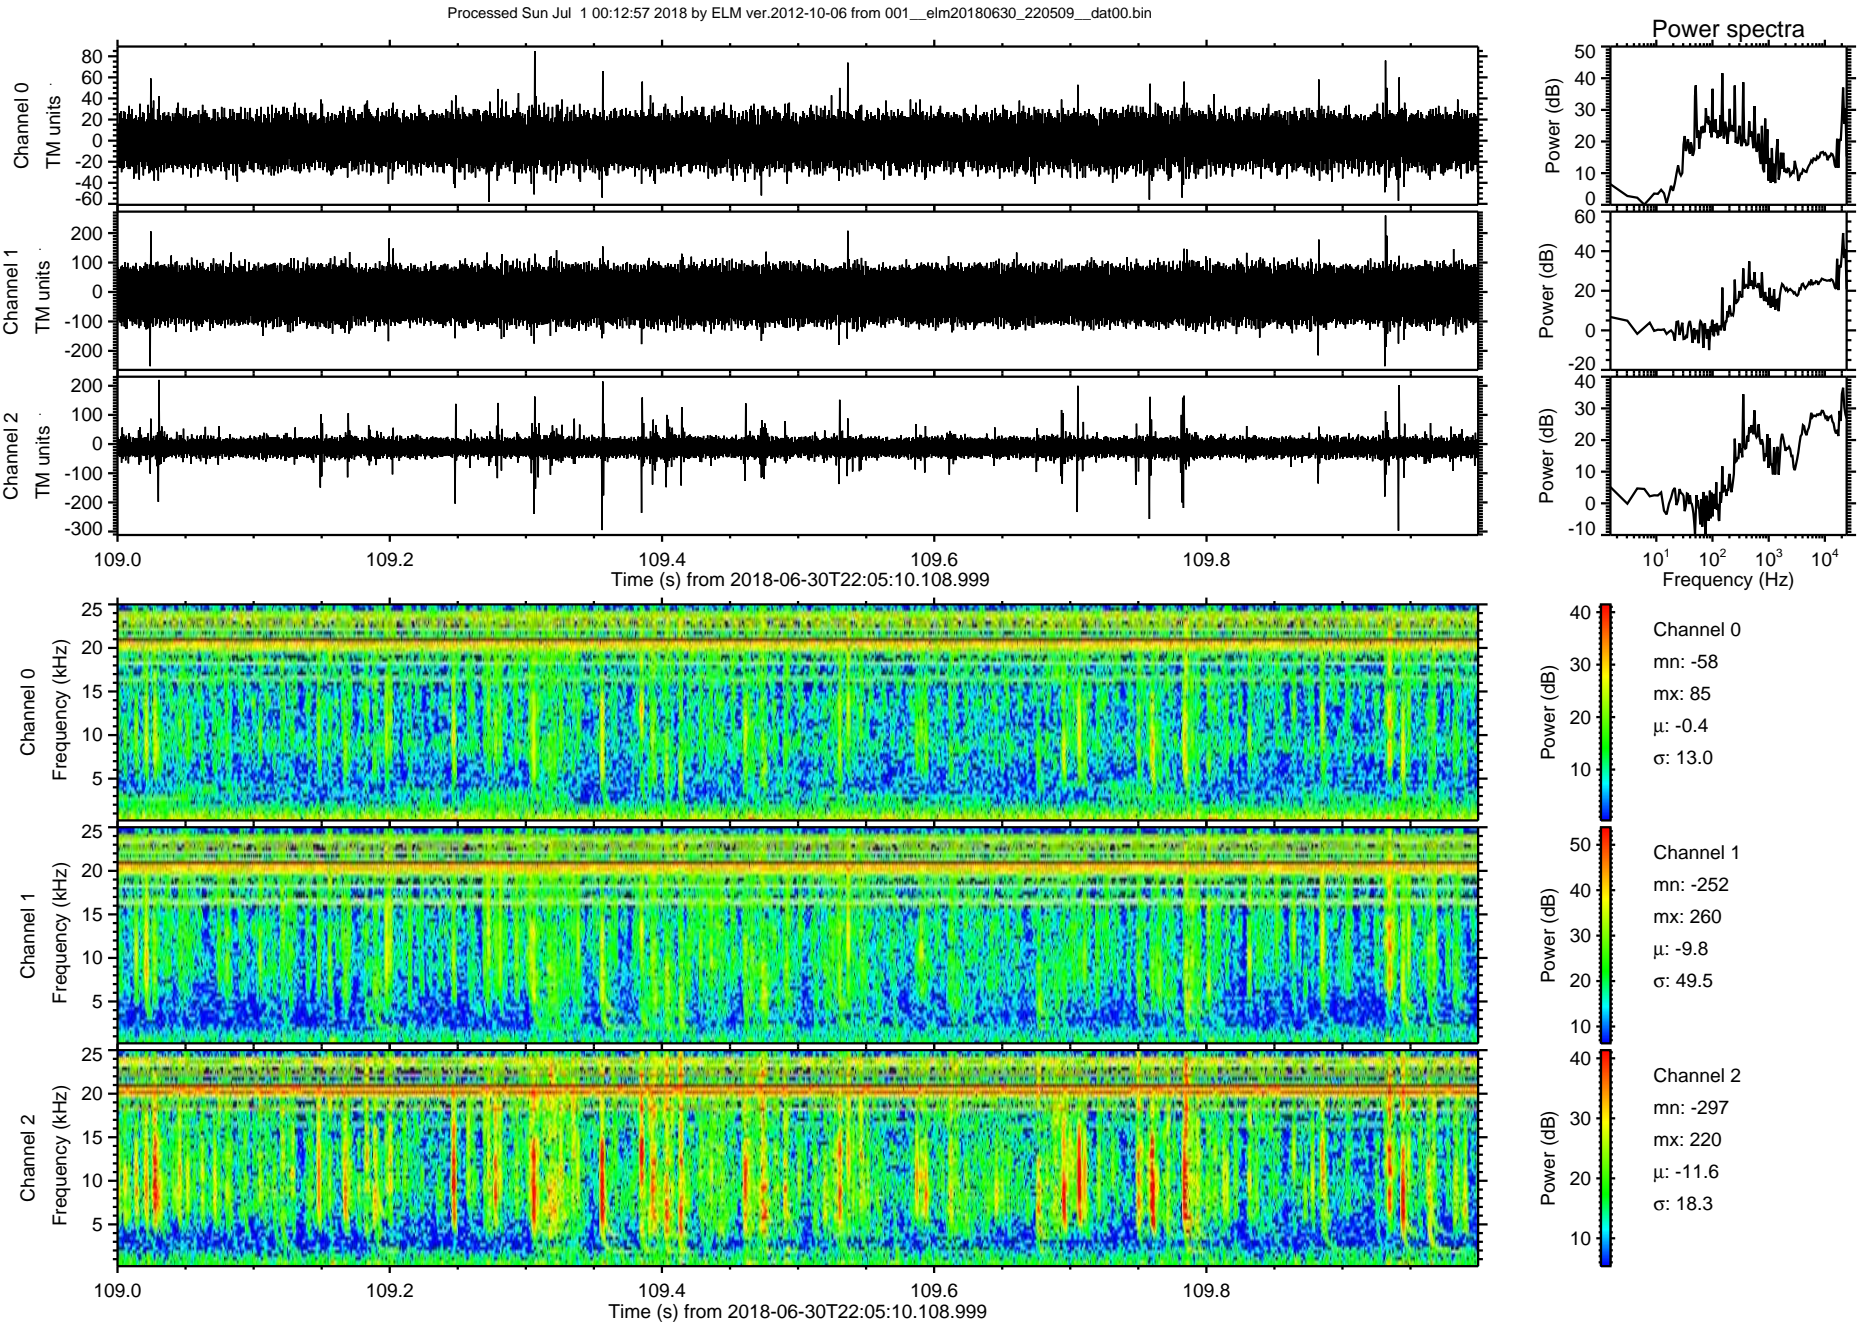 Processed Sun Jul  1 00:12:57 2018 by ELM ver.2012-10-06 from 001__elm20180630_220509__dat00.bin
Power spectra
Channel 0
TM units
80
60
40
20
0
-20
-40
-60
Power (dB)
50
40
30
20
10
0
Channel 1
TM units
200
100
0
-100
-200
Power (dB)
60
40
20
0
-20
Channel 2
TM units
200
100
0
-100
-200
-300
Power (dB)
40
30
20
10
0
-10
109.0 109.2 109.4 109.6 109.8
Time (s) from 2018-06-30T22:05:10.108.999
10^1 10^2 10^3 10^4
Frequency (Hz)
Channel 0
Frequency (kHz)
25
20
15
10
5
Power (dB)
40
30
20
10
Channel 0
mn: -58
mx: 85
μ: -0.4
σ: 13.0
Channel 1
Frequency (kHz)
25
20
15
10
5
Power (dB)
50
40
30
20
10
Channel 1
mn: -252
mx: 260
μ: -9.8
σ: 49.5
Channel 2
Frequency (kHz)
25
20
15
10
5
Power (dB)
40
30
20
10
Channel 2
mn: -297
mx: 220
μ: -11.6
σ: 18.3
109.0 109.2 109.4 109.6 109.8
Time (s) from 2018-06-30T22:05:10.108.999